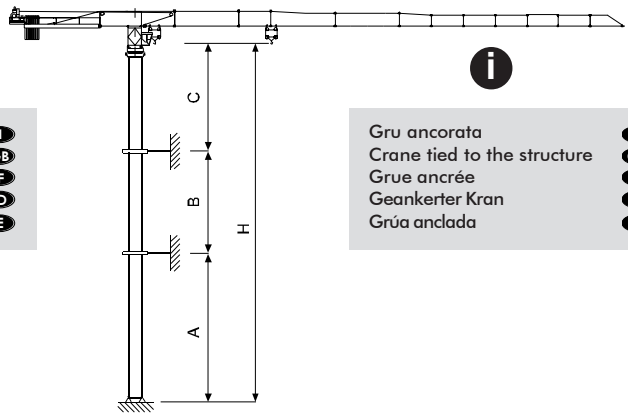 C
i
B
H
A
Gru ancorata
Crane tied to the structure
Grue ancrée
Geankerter Kran
Grúa anclada